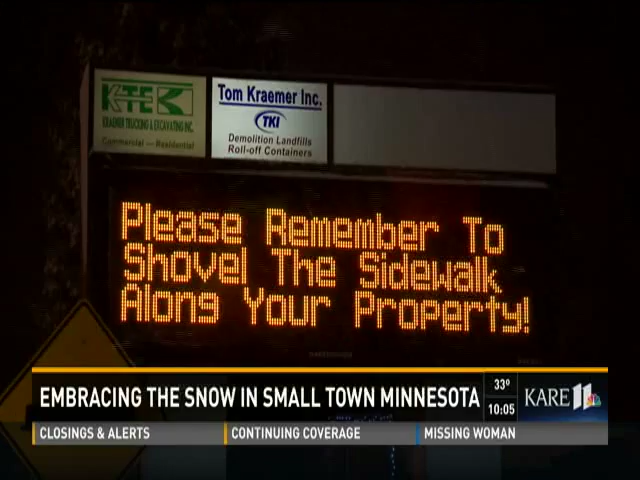 KTE
KRAEMER TRUCKING & EXCAVATING INC.
Commercial — Residential
Tom Kraemer Inc.
TKI
Demolition Landfills
Roll-off Containers
Please Remember To
Shovel The Sidewalk
Along Your Property!
EMBRACING THE SNOW IN SMALL TOWN MINNESOTA
33°
10:05
KARE 11
CLOSINGS & ALERTS
CONTINUING COVERAGE
MISSING WOMAN